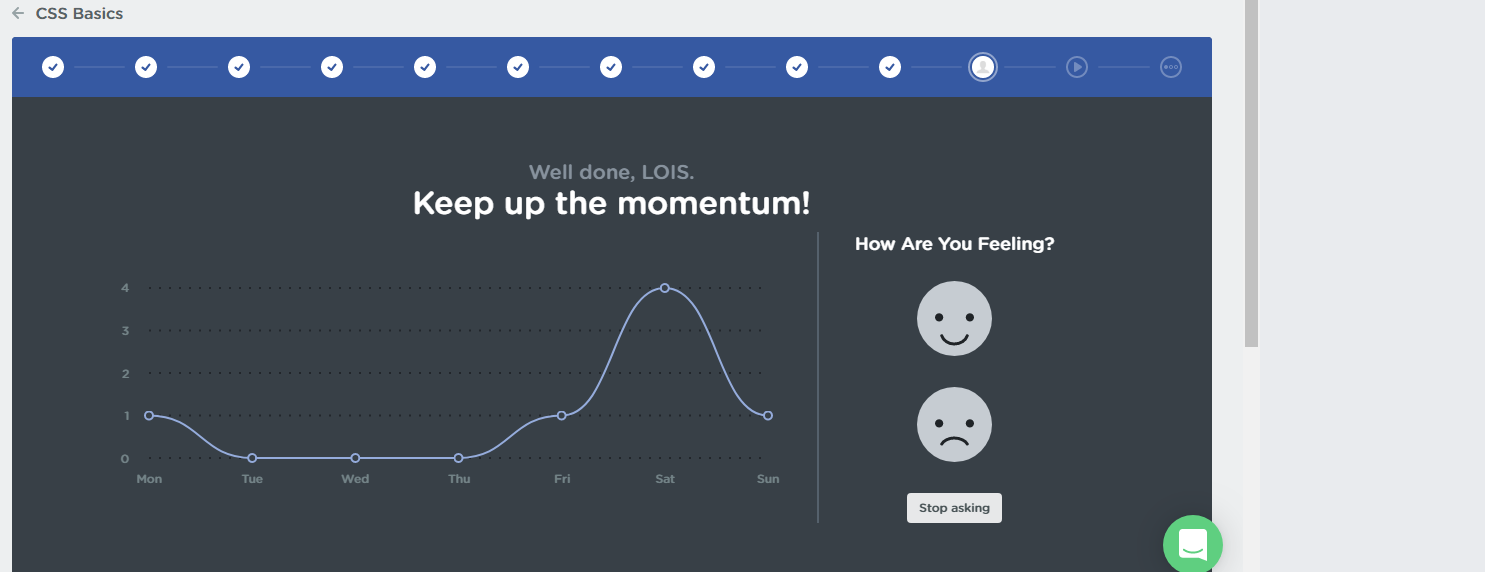 CSS Basics
Well done, LOIS.
Keep up the momentum!
How Are You Feeling?
4
3
2
1
0
Mon Tue Wed Thu Fri Sat Sun
Stop asking